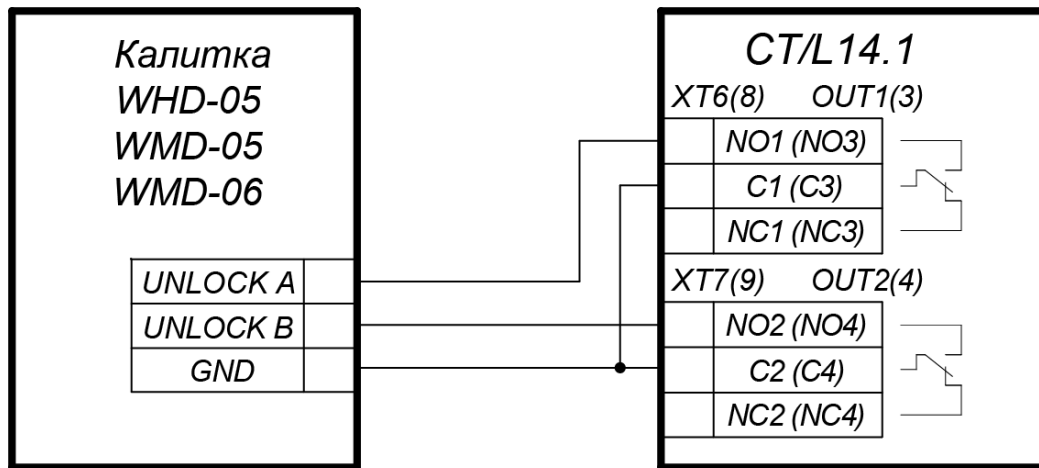 Калитка
WHD-05
WMD-05
WMD-06
UNLOCK A
UNLOCK B
GND
CT/L14.1
XT6(8) OUT1(3)
NO1 (NO3)
C1 (C3)
NC1 (NC3)
XT7(9) OUT2(4)
NO2 (NO4)
C2 (C4)
NC2 (NC4)